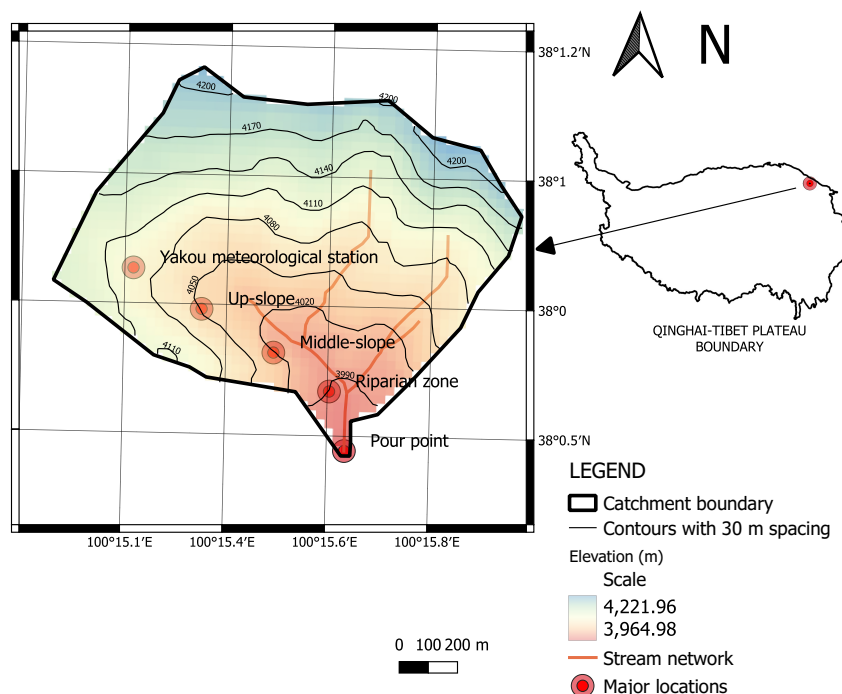 N
38°1.2′N
4200
4200
4170
4200
4140
38°1′N
4110
4080
Yakou meteorological station
4050
Up-slope
4020
38°0′N
Middle-slope
QINGHAI-TIBET PLATEAU
BOUNDARY
4110
3990
Riparian zone
Pour point
38°0.5′N
100°15.1′E
100°15.4′E
100°15.6′E
100°15.8′E
LEGEND
Catchment boundary
Contours with 30 m spacing
Elevation (m)
Scale
4,221.96
3,964.98
Stream network
Major locations
0 100 200 m